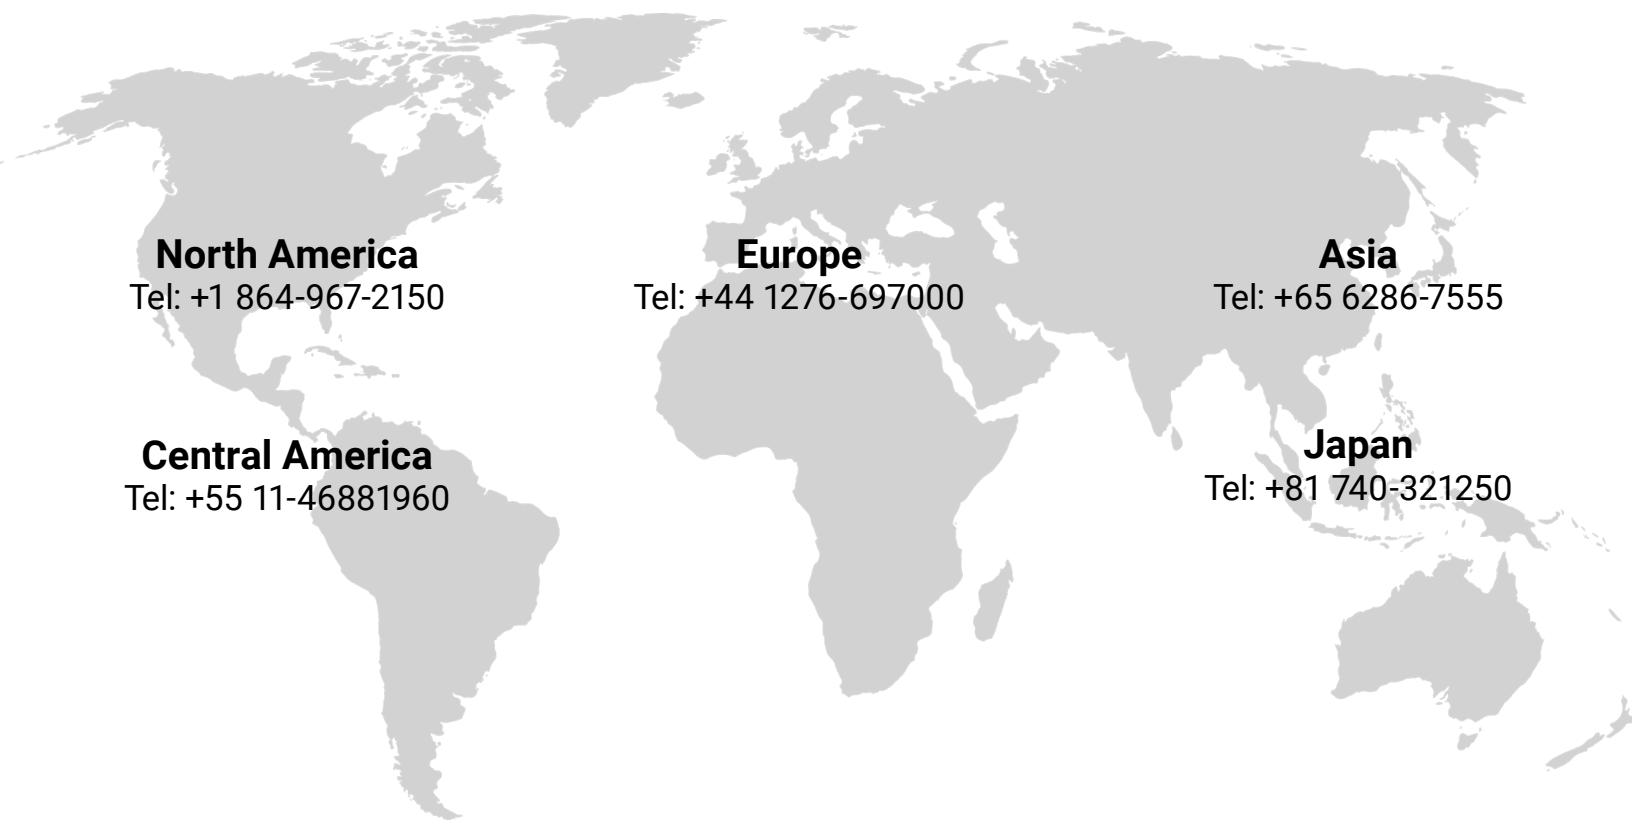 North America
Tel: +1 864-967-2150
Europe
Tel: +44 1276-697000
Asia
Tel: +65 6286-7555
Central America
Tel: +55 11-46881960
Japan
Tel: +81 740-321250